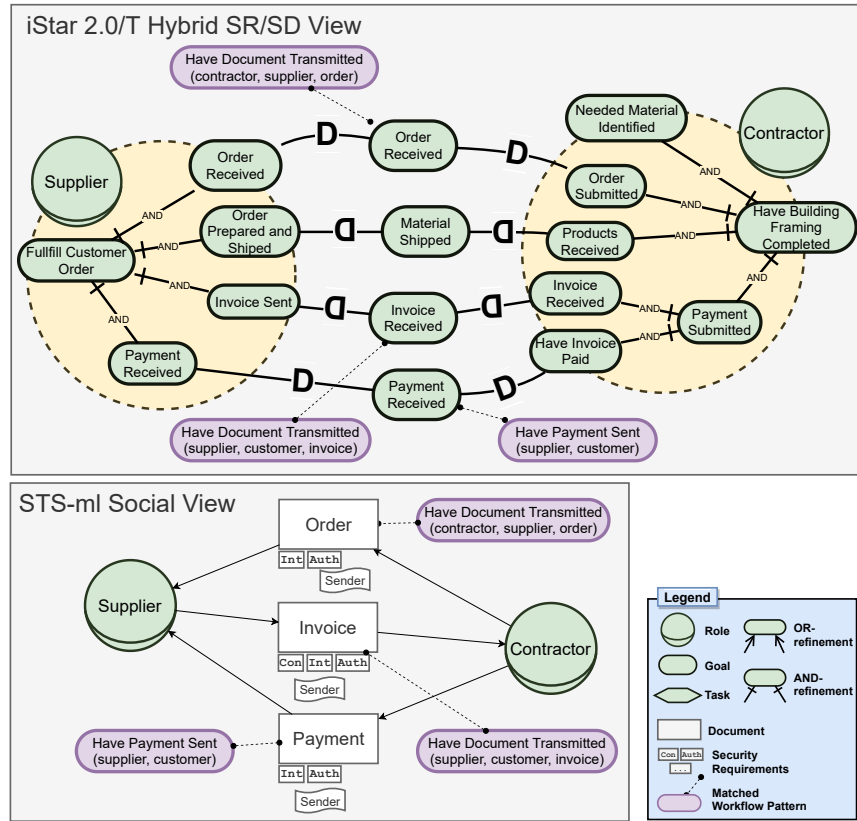 iStar 2.0/T Hybrid SR/SD View
Have Document Transmitted
(contractor, supplier, order)
Supplier
Order
Received
D
Order
Received
D
Needed Material
Identified
Contractor
AND
AND
Order
Submitted
AND
Fullfill Customer
Order
AND
Order
Prepared and
Shiped
D
Material
Shipped
D
Products
Received
AND
Have Building
Framing
Completed
AND
Invoice Sent
D
Invoice
Received
D
Invoice
Received
AND
Payment
Submitted
AND
AND
Payment
Received
D
Payment
Received
D
Have Invoice
Paid
AND
Have Document Transmitted
(supplier, customer, invoice)
Have Payment Sent
(supplier, customer)
STS-ml Social View
Order
Int Auth
Sender
Have Document Transmitted
(contractor, supplier, order)
Supplier
Invoice
Con Int Auth
Sender
Contractor
Have Payment Sent
(supplier, customer)
Payment
Int Auth
Sender
Have Document Transmitted
(supplier, customer, invoice)
Legend
Role
OR-
refinement
Goal
Task
AND-
refinement
Document
Con Auth
...
Security
Requirements
Matched
Workflow Pattern